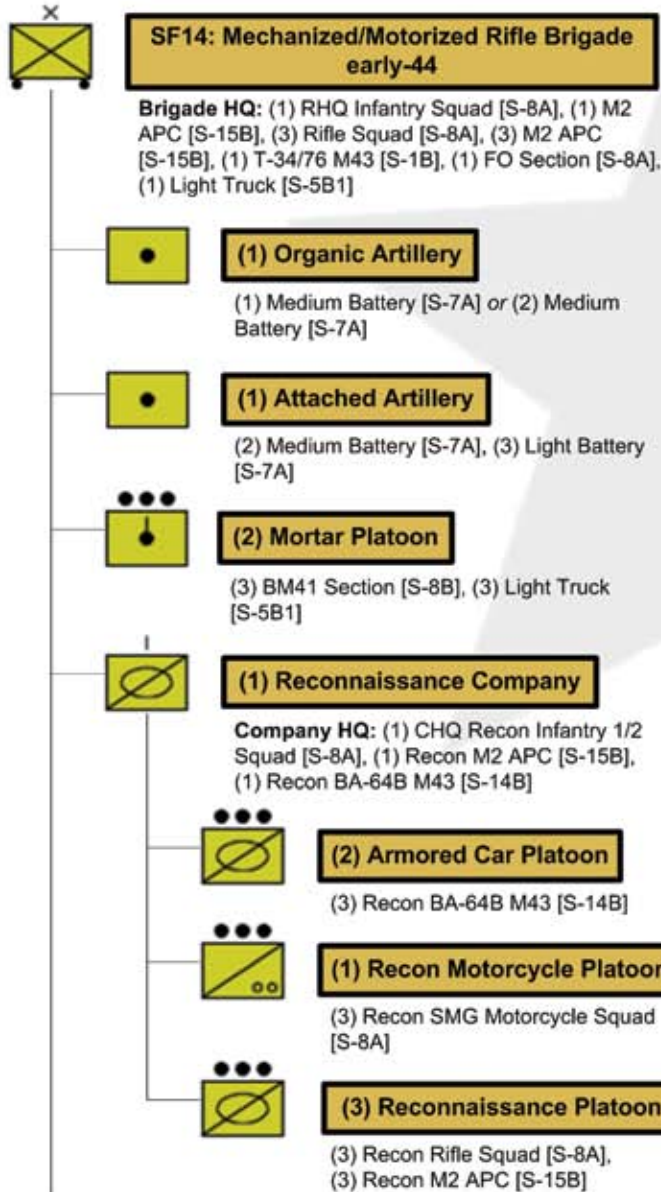 SF14: Mechanized/Motorized Rifle Brigade
early-44
Brigade HQ: (1) RHQ Infantry Squad [S-8A], (1) M2
APC [S-15B], (3) Rifle Squad [S-8A], (3) M2 APC
[S-15B], (1) T-34/76 M43 [S-1B], (1) FO Section [S-8A],
(1) Light Truck [S-5B1]
(1) Organic Artillery
(1) Medium Battery [S-7A] or (2) Medium
Battery [S-7A]
(1) Attached Artillery
(2) Medium Battery [S-7A], (3) Light Battery
[S-7A]
(2) Mortar Platoon
(3) BM41 Section [S-8B], (3) Light Truck
[S-5B1]
(1) Reconnaissance Company
Company HQ: (1) CHQ Recon Infantry 1/2
Squad [S-8A], (1) Recon M2 APC [S-15B],
(1) Recon BA-64B M43 [S-14B]
(2) Armored Car Platoon
(3) Recon BA-64B M43 [S-14B]
(1) Recon Motorcycle Platoon
(3) Recon SMG Motorcycle Squad
[S-8A]
(3) Reconnaissance Platoon
(3) Recon Rifle Squad [S-8A],
(3) Recon M2 APC [S-15B]